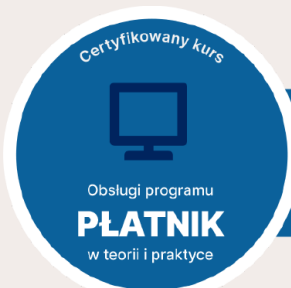 Certyfikowany kurs
Obsługi programu
PŁATNIK
w teorii i praktyce